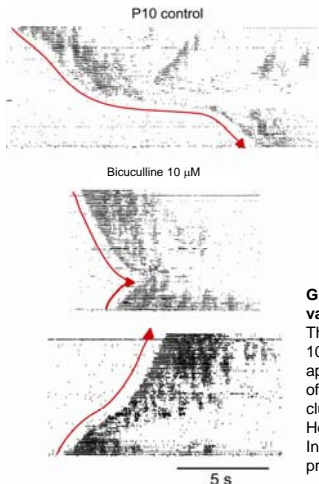 P10 control
Bicuculline 10 µM
G
va
Th
10
ap
of
clu
He
In
pr
5 s